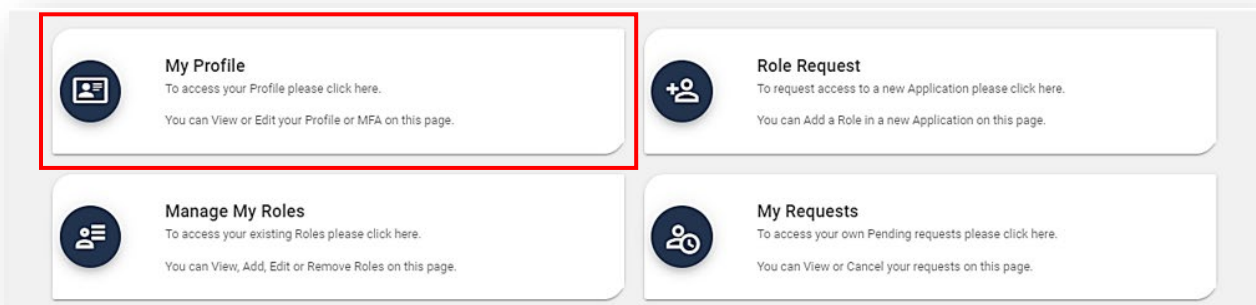 My Profile
To access your Profile please click here.
You can View or Edit your Profile or MFA on this page.
Role Request
To request access to a new Application please click here.
You can Add a Role in a new Application on this page.
Manage My Roles
To access your existing Roles please click here.
You can View, Add, Edit or Remove Roles on this page.
My Requests
To access your own Pending requests please click here.
You can View or Cancel your requests on this page.